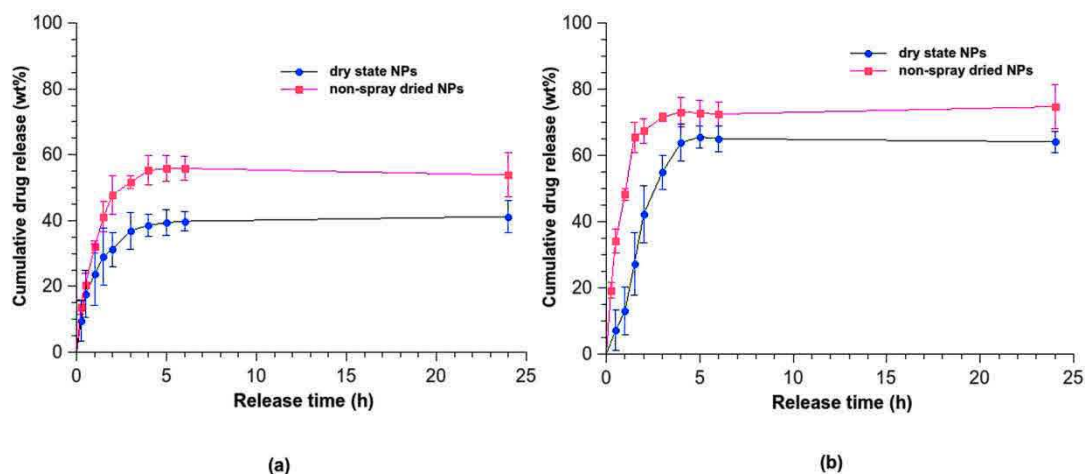 Cumulative drug release (wt%)
100
80
60
40
20
0
dry state NPs
non-spray dried NPs
0 5 10 15 20 25
Release time (h)
(a)
Cumulative drug release (wt%)
100
80
60
40
20
0
dry state NPs
non-spray dried NPs
0 5 10 15 20 25
Release time (h)
(b)